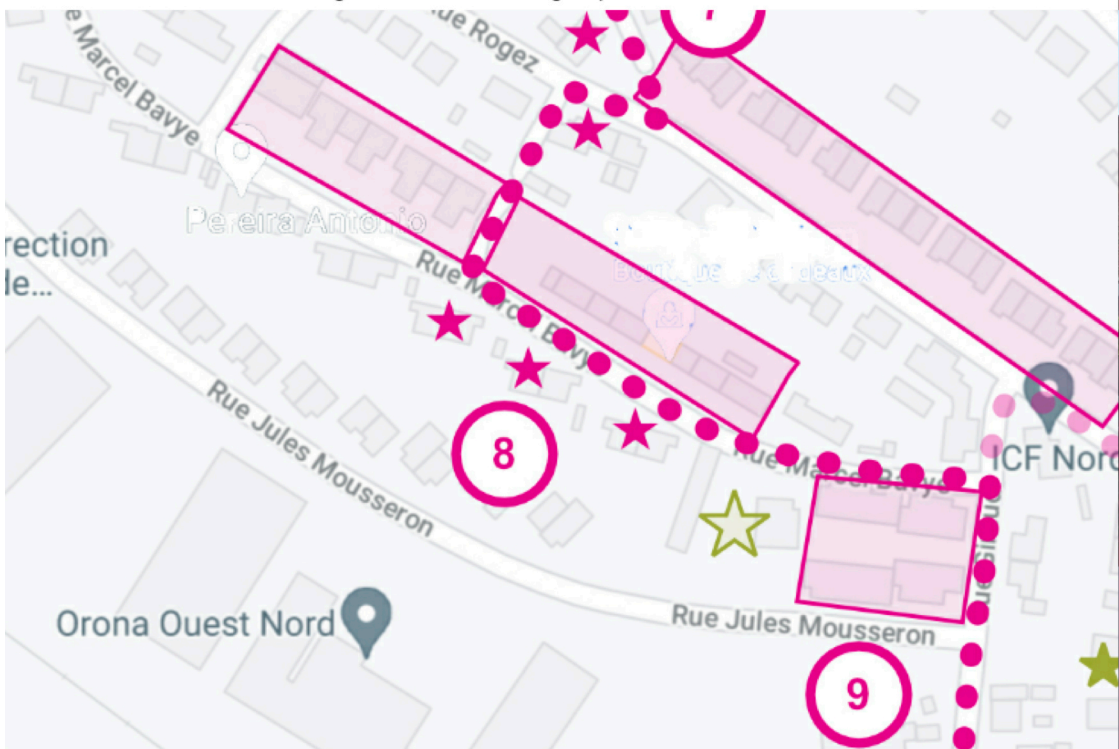 7
Rue Rogez
Marcel Bavye
Pereira Antonio
rection
de...
Rue Marcel Bavye
8
Rue Jules Mousseron
ICF Nord
Rue Marcel Bavye
Orona Ouest Nord
Rue Jules Mousseron
9